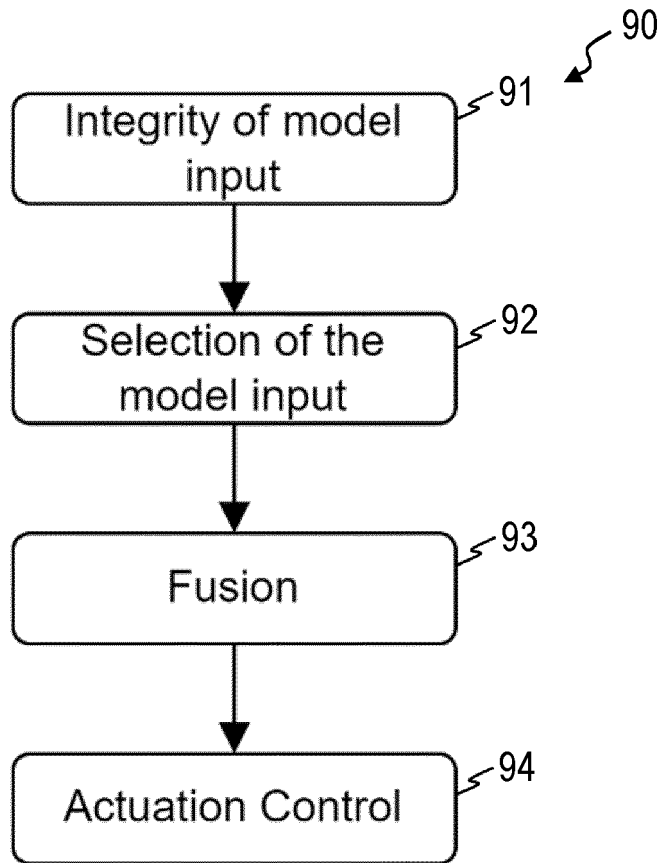 90
91
Integrity of model
input
92
Selection of the
model input
93
Fusion
94
Actuation Control